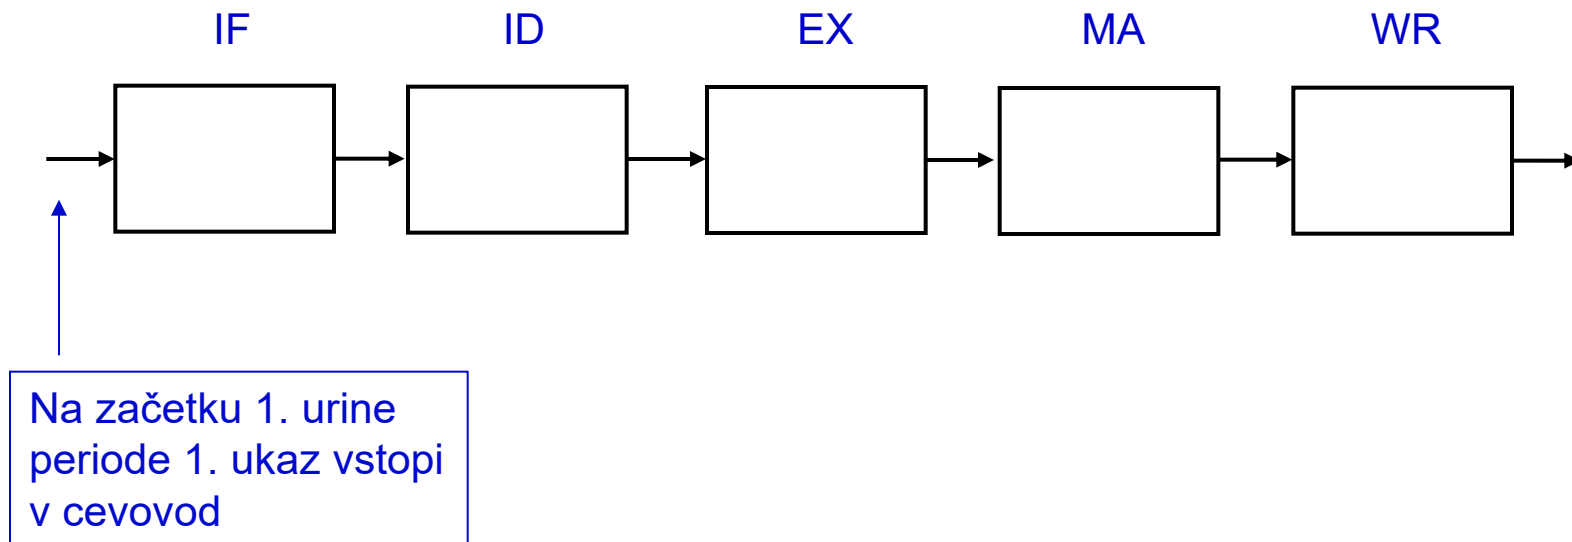 IF ID EX MA WR
Na začetku 1. urine
periode 1. ukaz vstopi
v cevovod